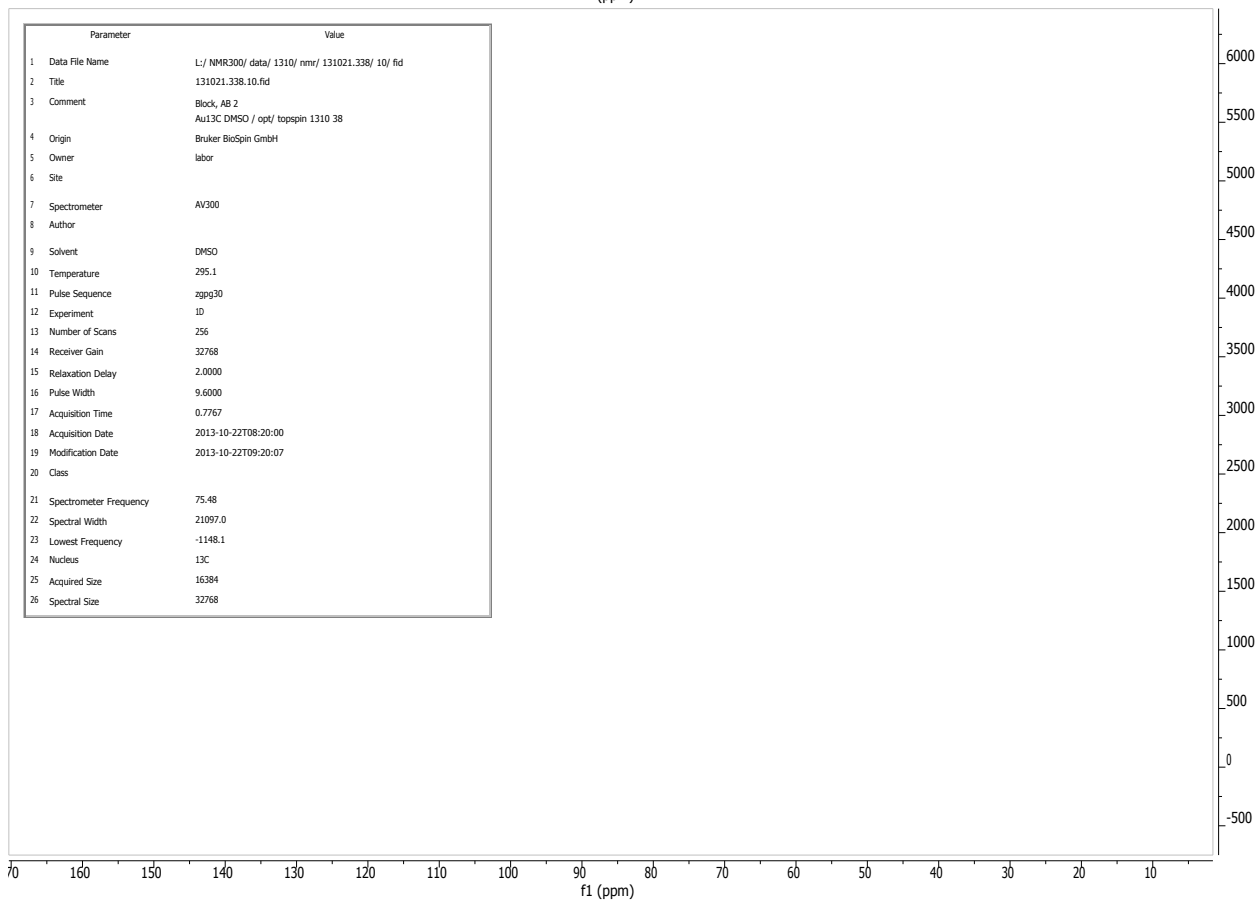 Parameter Value
1 Data File Name L:/ NMR300/ data/ 1310/ nmr/ 131021.338/ 10/ fid
2 Title 131021.338.10.fid
3 Comment Block, AB 2
Au13C DMSO / opt/ topspin 1310 38
4 Origin Bruker BioSpin GmbH
5 Owner labor
6 Site
7 Spectrometer AV300
8 Author
9 Solvent DMSO
10 Temperature 295.1
11 Pulse Sequence zgpg30
12 Experiment 1D
13 Number of Scans 256
14 Receiver Gain 32768
15 Relaxation Delay 2.0000
16 Pulse Width 9.6000
17 Acquisition Time 0.7767
18 Acquisition Date 2013-10-22T08:20:00
19 Modification Date 2013-10-22T09:20:07
20 Class
21 Spectrometer Frequency 75.48
22 Spectral Width 21097.0
23 Lowest Frequency -1148.1
24 Nucleus 13C
25 Acquired Size 16384
26 Spectral Size 32768
6000
5500
5000
4500
4000
3500
3000
2500
2000
1500
1000
500
0
-500
70 160 150 140 130 120 110 100 90 80 70 60 50 40 30 20 10
f1 (ppm)